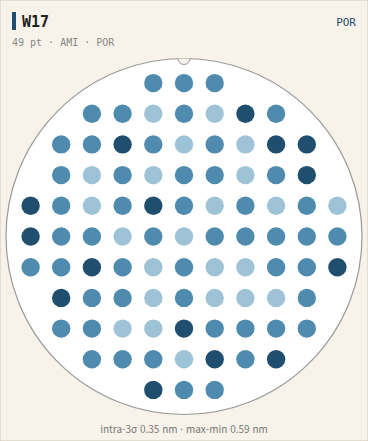 W17
POR
49 pt · AMI · POR
intra-3σ 0.35 nm · max-min 0.59 nm